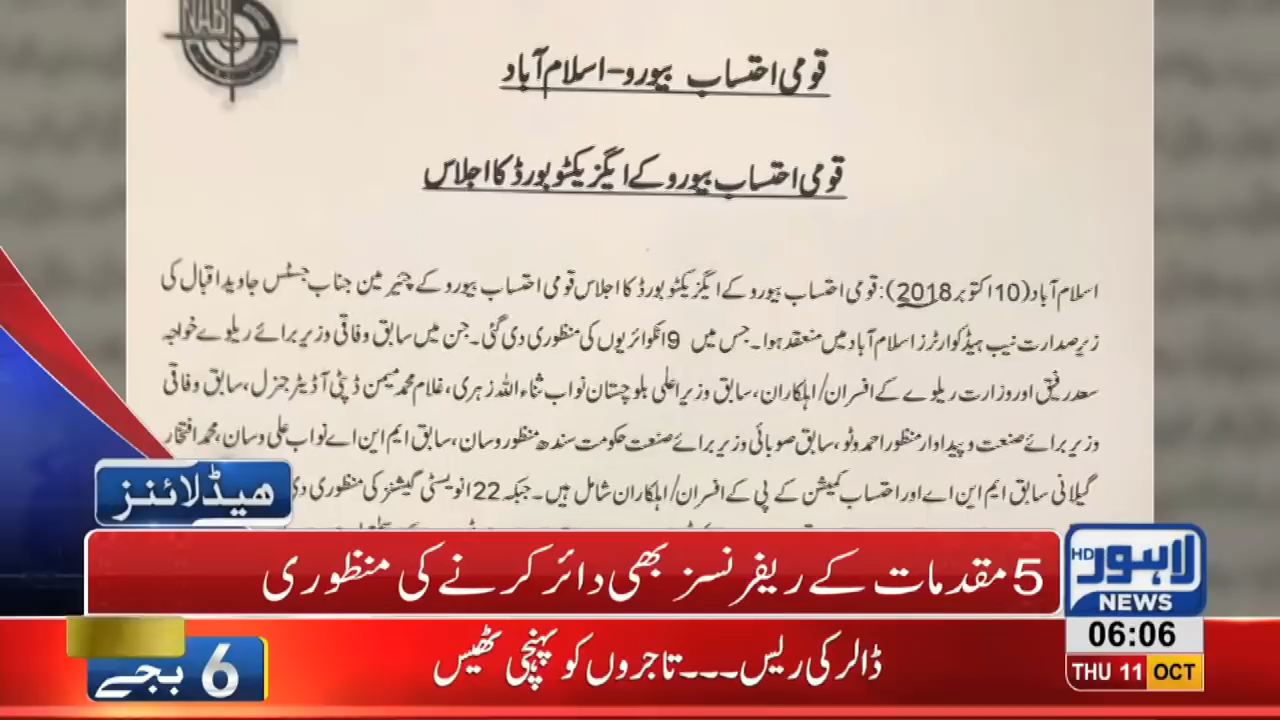 NAB
قومی احتساب بیورو-اسلام آباد
قومی احتساب بیورو کے ایگزیکٹو بورڈ کا اجلاس
اسلام آباد(10اکتوبر2018): قومی احتساب بیورو کے ایگزیکٹو بورڈ کا اجلاس قومی احتساب بیورو کے چیئرمین جناب جسٹس جاوید اقبال کی
زیر صدارت نیب ہیڈ کوارٹرز اسلام آباد میں منعقد ہوا۔ جس میں 9 انکوائریوں کی منظوری دی گئی۔ جن میں سابق وفاقی وزیر برائے ریلوے خواجہ
سعد رفیق اور وزارت ریلوے کے افسران/اہلکاران، سابق وزیر اعلیٰ بلوچستان نواب ثناء اللہ زہری، غلام محمد میمن ڈپٹی آڈیٹر جنرل، سابق وفاقی
وزیر برائے صنعت و پیداوار منظور احمد وٹو، سابق صوبائی وزیر برائے صنعت حکومت سندھ منظور وسان، سابق ایم این اے نواب علی وسان، محمد افتخار
گیلانی سابق ایم این اے اور احتساب کمیشن کے پی کے افسران/اہلکاران شامل ہیں۔ جبکہ 22 انویسٹی گیشنز کی منظوری دی
ہیڈلائنز
5 مقدمات کے ریفرنسز بھی دائر کرنے کی منظوری
لاہور HD
NEWS
06:06
THU 11 OCT
6 بجے
ڈالر کی ریس۔۔۔تاجروں کو پہنچی ٹھیس